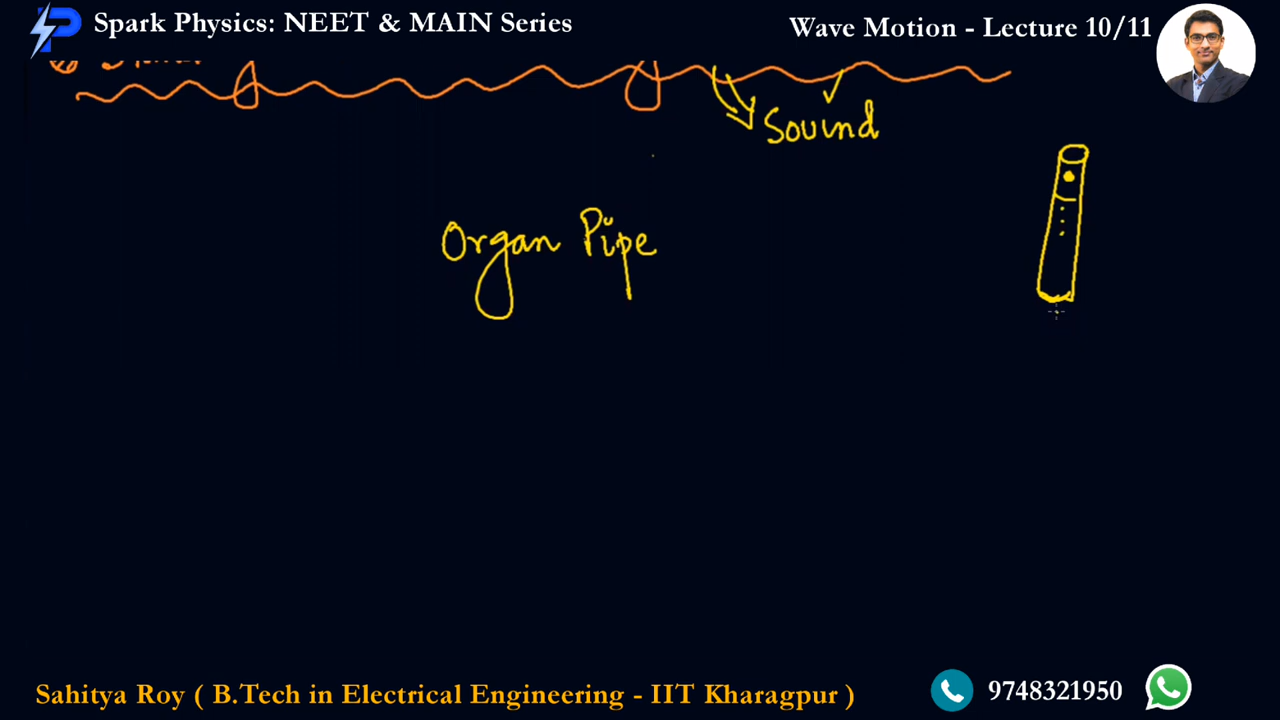 Spark Physics: NEET & MAIN Series
Wave Motion - Lecture 10/11
Sound
Organ Pipe
Sahitya Roy ( B.Tech in Electrical Engineering - IIT Kharagpur )
9748321950